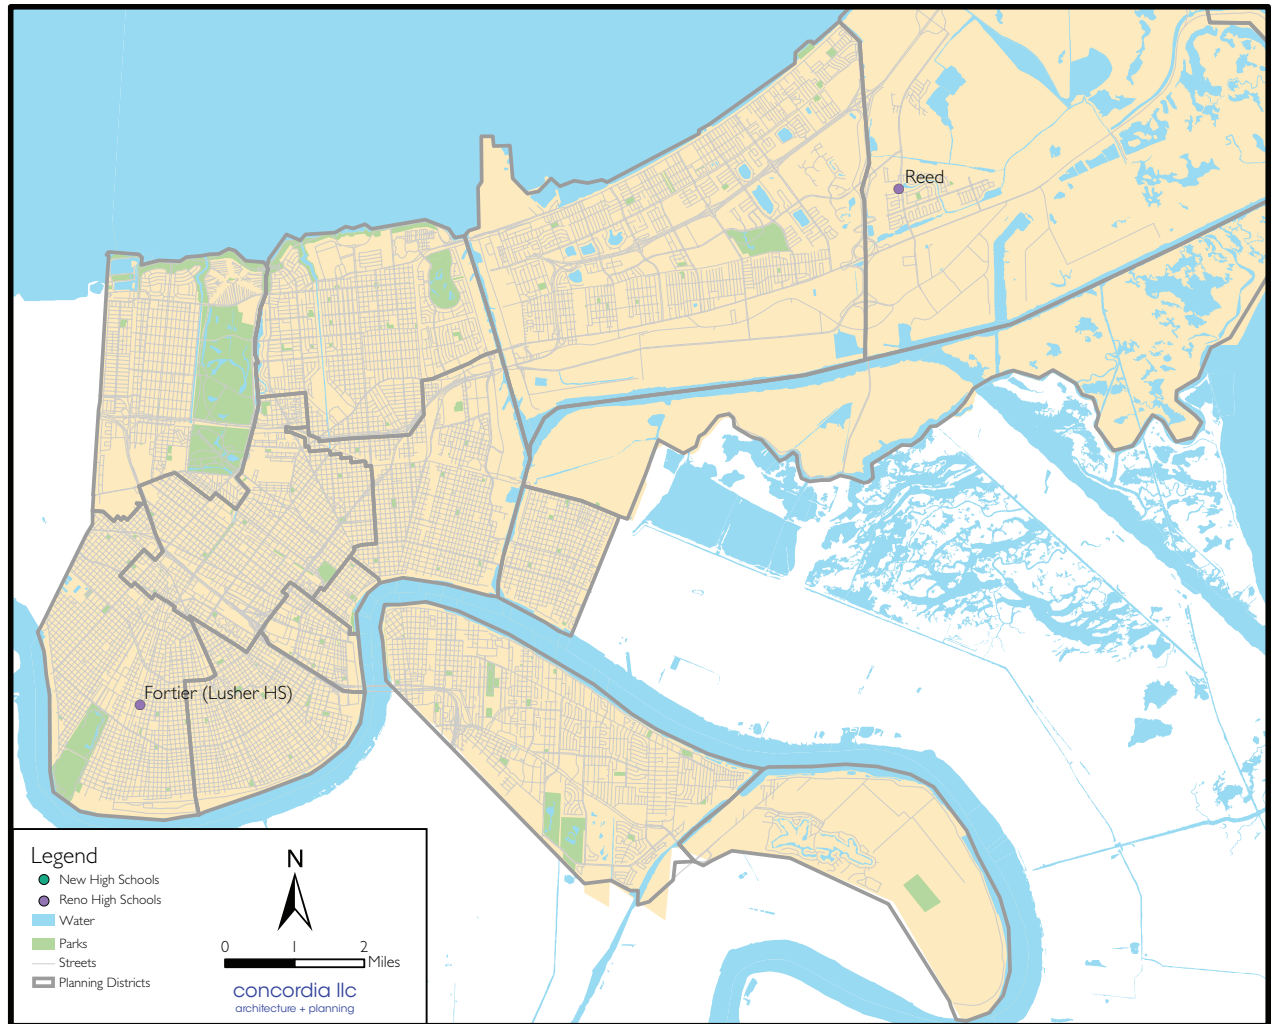 Reed
Fortier (Lusher HS)
Legend
New High Schools
Reno High Schools
Water
Parks
Streets
Planning Districts
N
0 1 2
Miles
concordia llc
architecture + planning